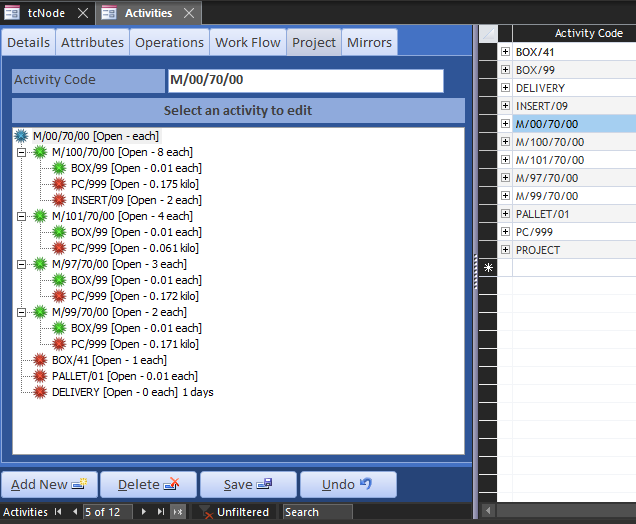 tcNode
Activities
Details Attributes Operations Work Flow Project Mirrors
Activity Code M/00/70/00
Select an activity to edit
M/00/70/00 [Open - each]
M/100/70/00 [Open - 8 each]
BOX/99 [Open - 0.01 each]
PC/999 [Open - 0.175 kilo]
INSERT/09 [Open - 2 each]
M/101/70/00 [Open - 4 each]
BOX/99 [Open - 0.01 each]
PC/999 [Open - 0.061 kilo]
M/97/70/00 [Open - 3 each]
BOX/99 [Open - 0.01 each]
PC/999 [Open - 0.172 kilo]
M/99/70/00 [Open - 2 each]
BOX/99 [Open - 0.01 each]
PC/999 [Open - 0.171 kilo]
BOX/41 [Open - 1 each]
PALLET/01 [Open - 0.01 each]
DELIVERY [Open - 0 each] 1 days
Add New Delete Save Undo
Activities 5 of 12 Unfiltered Search
Activity Code
BOX/41
BOX/99
DELIVERY
INSERT/09
M/00/70/00
M/100/70/00
M/101/70/00
M/97/70/00
M/99/70/00
PALLET/01
PC/999
PROJECT